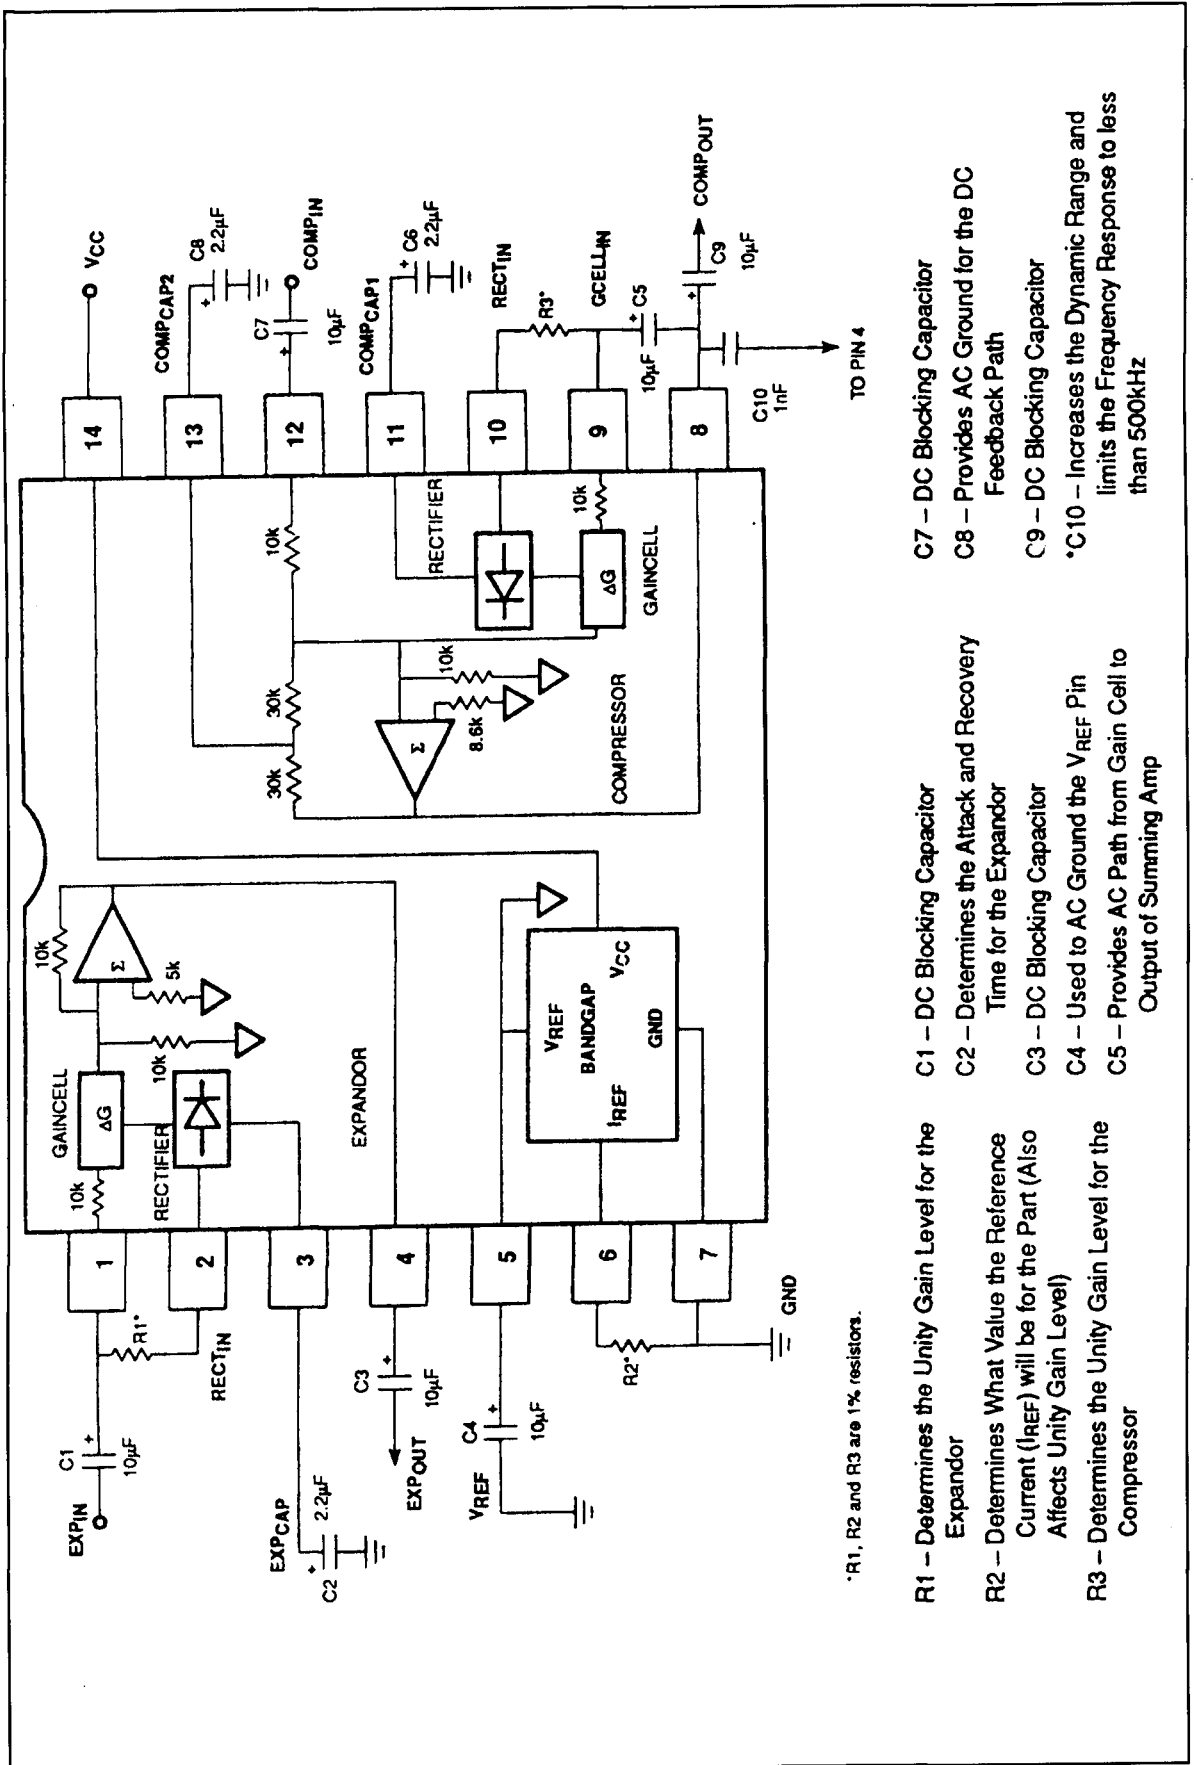 EXPIN
C1
+
10µF
R1*
RECTIN
EXPCAP
+
2.2µF
C2
C3
+
10µF
EXPOUT
C4
+
10µF
VREF
R2*
GND
1
2
3
4
5
6
7
GAINCELL
10k
ΔG
RECTIFIER
10k
10k
Σ
5k
EXPANDOR
VREF
BANDGAP
IREF
VCC
GND
30k
30k
10k
Σ
10k
8.6k
COMPRESSOR
RECTIFIER
ΔG
10k
GAINCELL
14
13
12
11
10
9
8
VCC
COMPCAP2
+
C8
2.2µF
C7
+
10µF
COMPIN
COMPCAP1
+
C6
2.2µF
RECTIN
R3*
GCELLIN
10µF
+
C5
COMPOUT
+
C9
10µF
C10
1nF
TO PIN 4
*R1, R2 and R3 are 1% resistors.
R1 – Determines the Unity Gain Level for the
Expandor
R2 – Determines What Value the Reference
Current (IREF) will be for the Part (Also
Affects Unity Gain Level)
R3 – Determines the Unity Gain Level for the
Compressor
C1 – DC Blocking Capacitor
C2 – Determines the Attack and Recovery
Time for the Expandor
C3 – DC Blocking Capacitor
C4 – Used to AC Ground the VREF Pin
C5 – Provides AC Path from Gain Cell to
Output of Summing Amp
C7 – DC Blocking Capacitor
C8 – Provides AC Ground for the DC
Feedback Path
C9 – DC Blocking Capacitor
*C10 – Increases the Dynamic Range and
limits the Frequency Response to less
than 500kHz